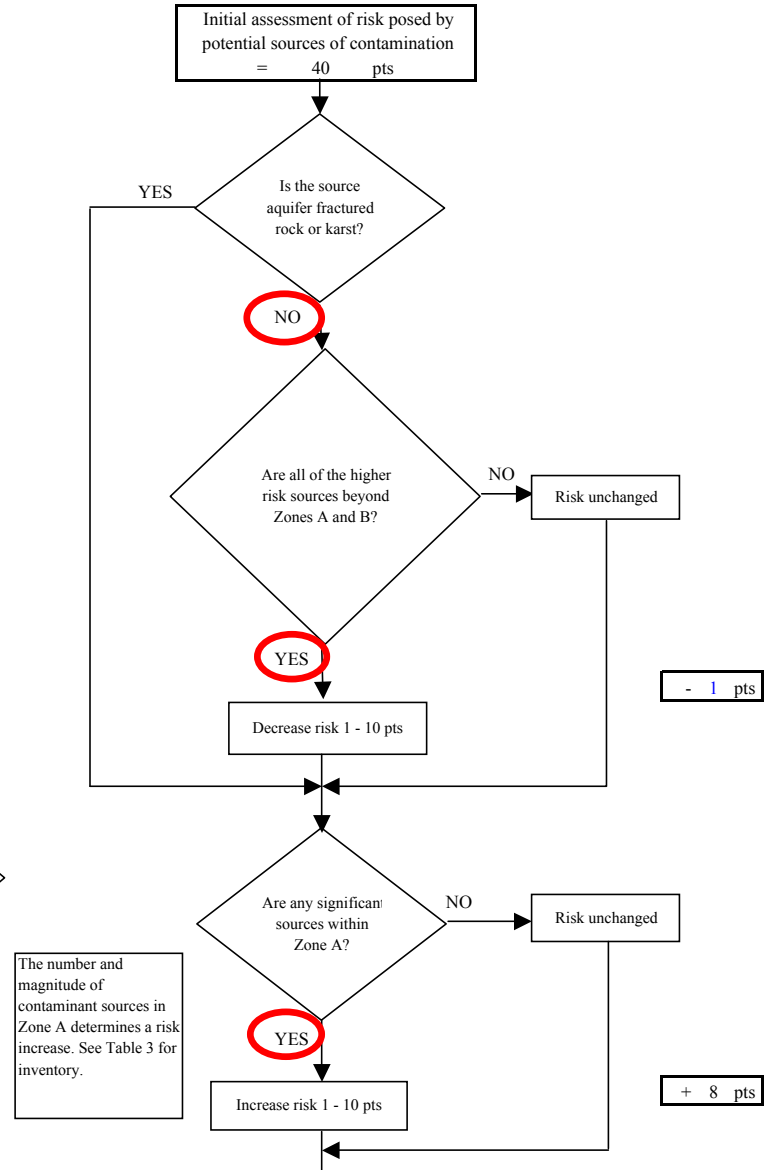 Initial assessment of risk posed by
potential sources of contamination
= 40 pts
Is the source
aquifer fractured
rock or karst?
YES
NO
Are all of the higher
risk sources beyond
Zones A and B?
NO
Risk unchanged
YES
- 1 pts
Decrease risk 1 - 10 pts
Are any significant
sources within
Zone A?
NO
Risk unchanged
The number and
magnitude of
contaminant sources in
Zone A determines a risk
increase. See Table 3 for
inventory.
YES
Increase risk 1 - 10 pts
+ 8 pts